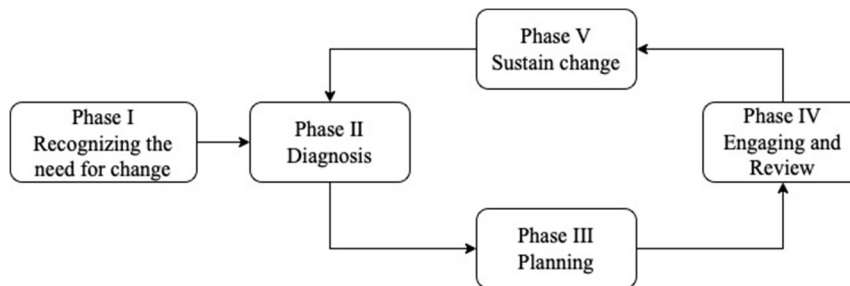 Phase I
Recognizing the
need for change
Phase II
Diagnosis
Phase III
Planning
Phase IV
Engaging and
Review
Phase V
Sustain change